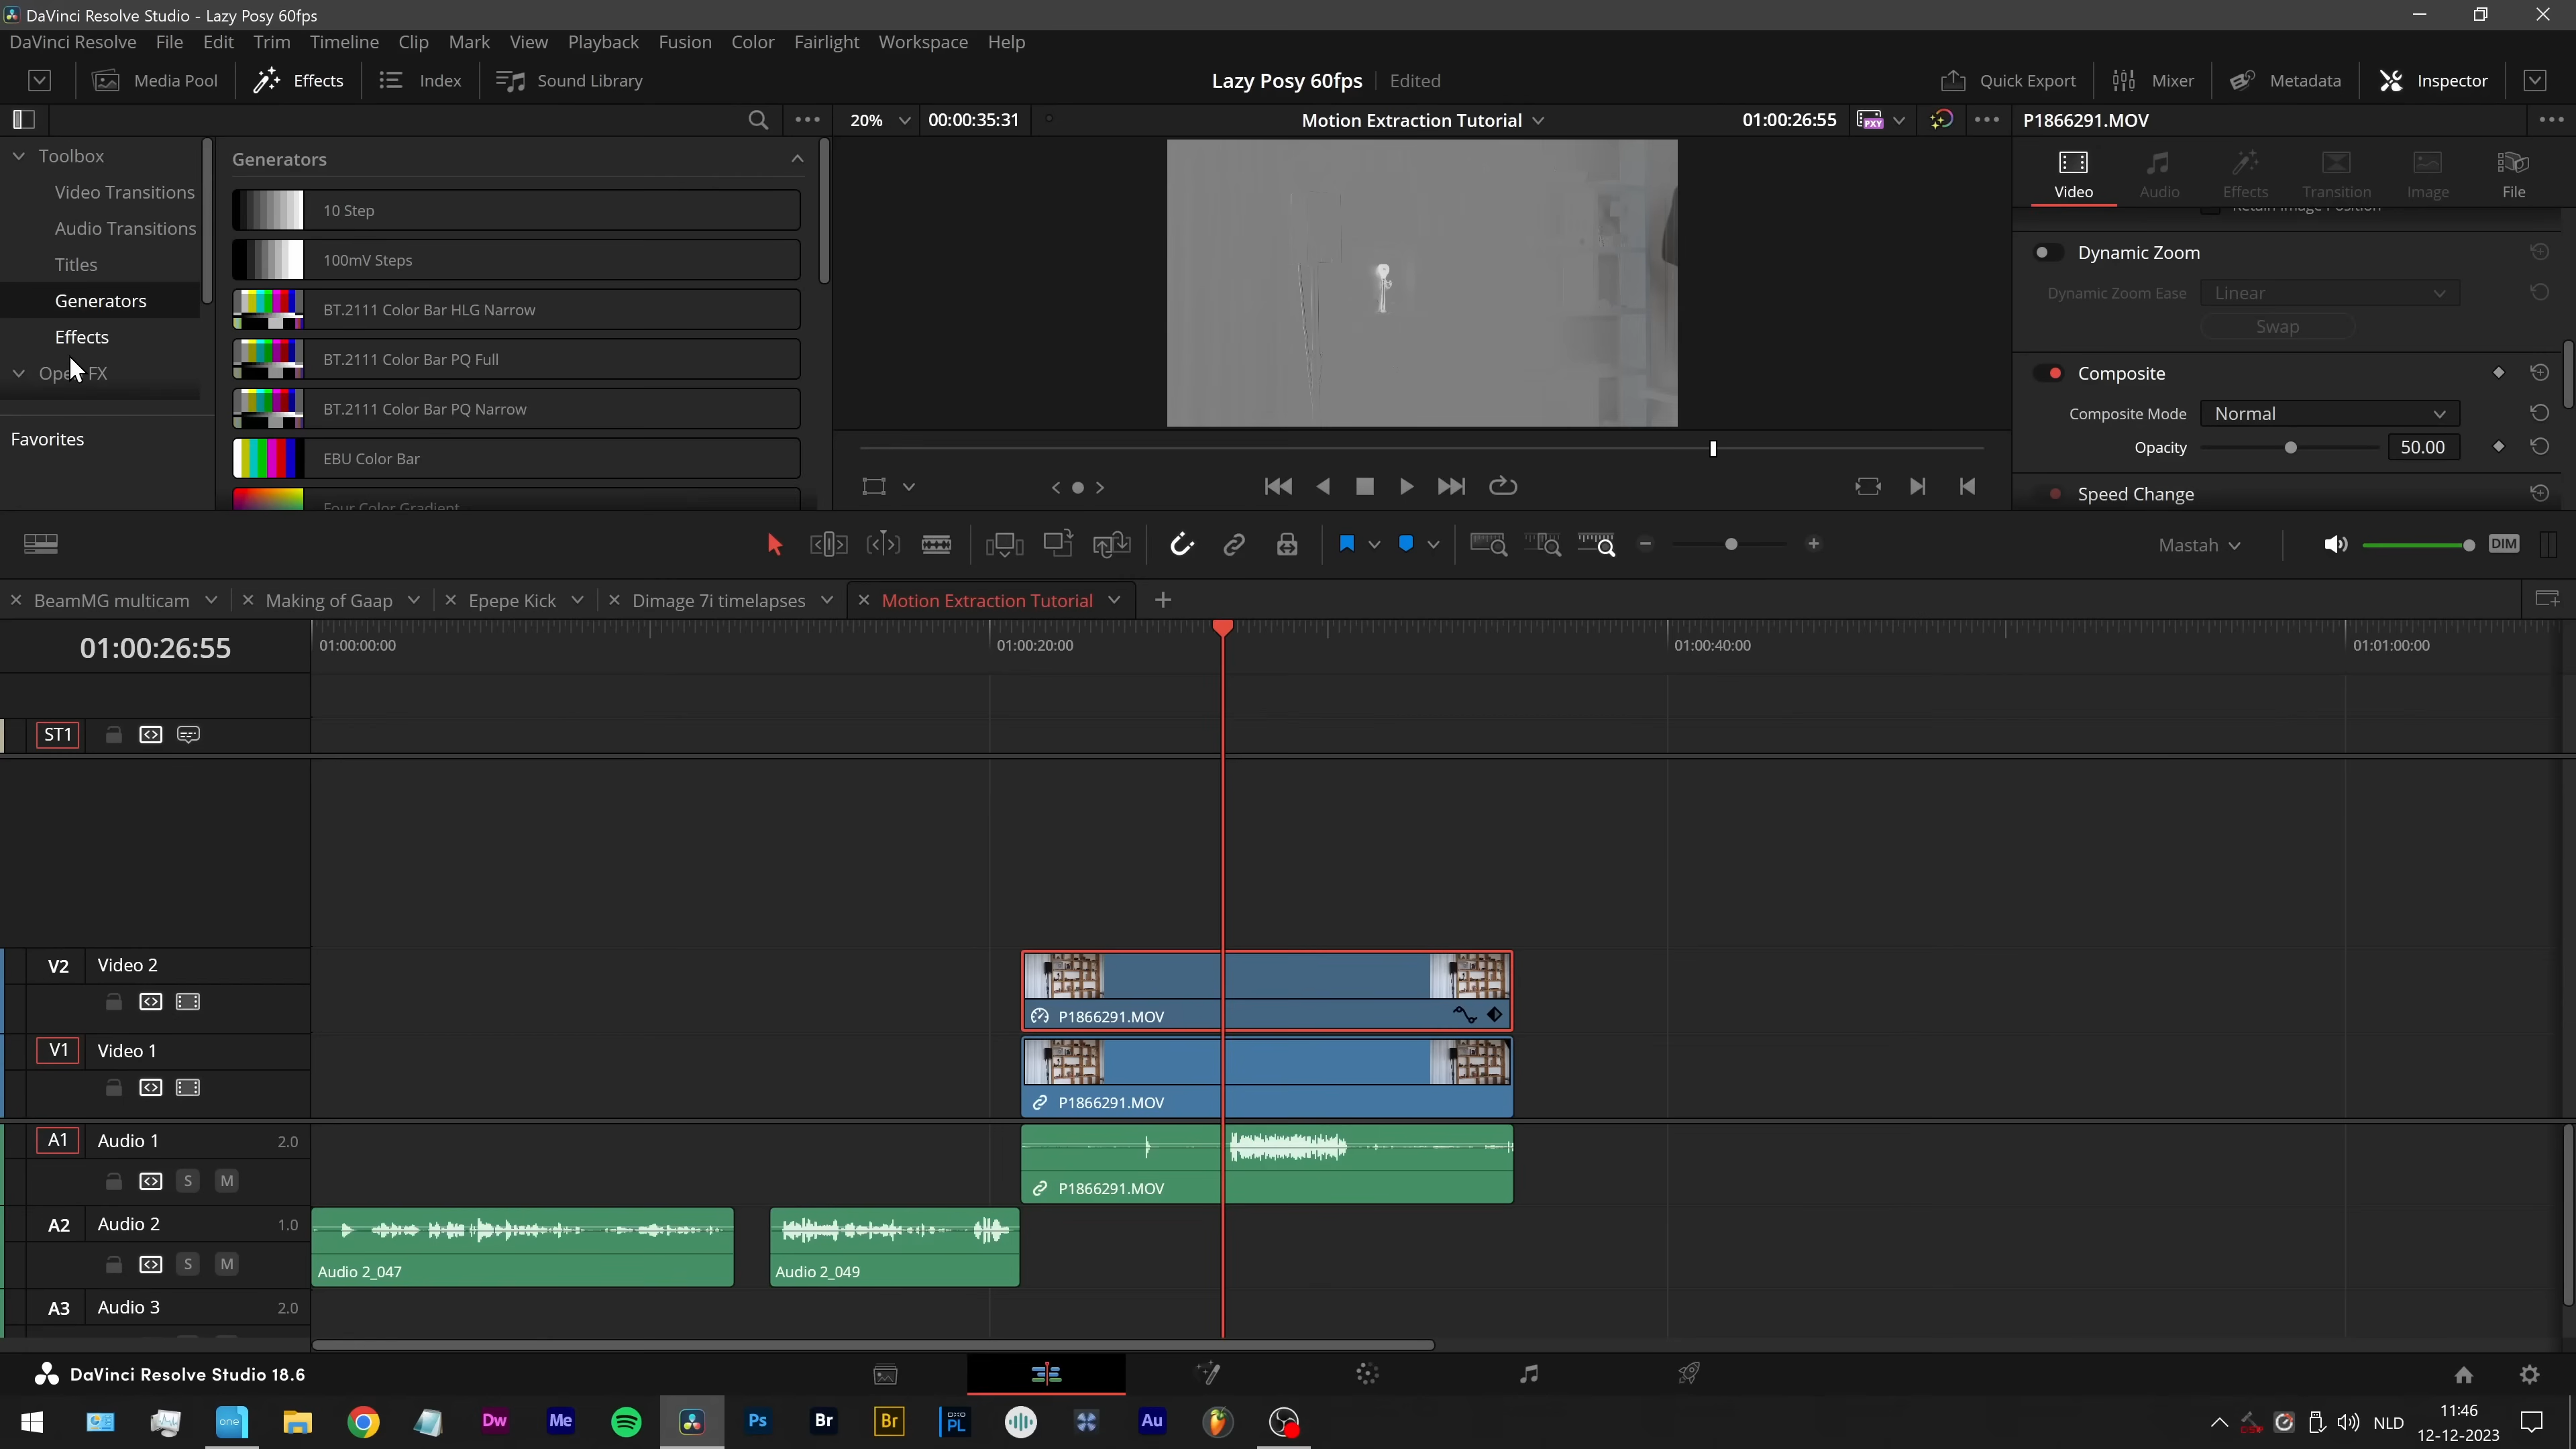 DaVinci Resolve Studio - Lazy Posy 60fps
DaVinci Resolve File Edit Trim Timeline Clip Mark View Playback Fusion Color Fairlight Workspace Help
Media Pool Effects Index Sound Library Lazy Posy 60fps Edited Quick Export Mixer Metadata Inspector
20% 00:00:35:31 Motion Extraction Tutorial 01:00:26:55 PXY P1866291.MOV
Toolbox
Video Transitions
Audio Transitions
Titles
Generators
Effects
Favorites
Generators
10 Step
100mV Steps
BT.2111 Color Bar HLG Narrow
BT.2111 Color Bar PQ Full
BT.2111 Color Bar PQ Narrow
EBU Color Bar
Four Color Gradient
Video Audio Effects Transition Image File
Retain Image Position
Dynamic Zoom
Dynamic Zoom Ease Linear
Swap
Composite
Composite Mode Normal
Opacity 50.00
Speed Change
Mastah DIM
BeamMG multicam Making of Gaap Epepe Kick Dimage 7i timelapses Motion Extraction Tutorial
01:00:26:55 01:00:00:00 01:00:20:00 01:00:40:00 01:01:00:00
ST1
V2 Video 2
P1866291.MOV
V1 Video 1
P1866291.MOV
A1 Audio 1 2.0
S M P1866291.MOV
A2 Audio 2 1.0
S M
Audio 2_047 Audio 2_049
A3 Audio 3 2.0
DaVinci Resolve Studio 18.6
one Dw Me Ps Br Br DXO PL Au NLD 11:46
12-12-2023